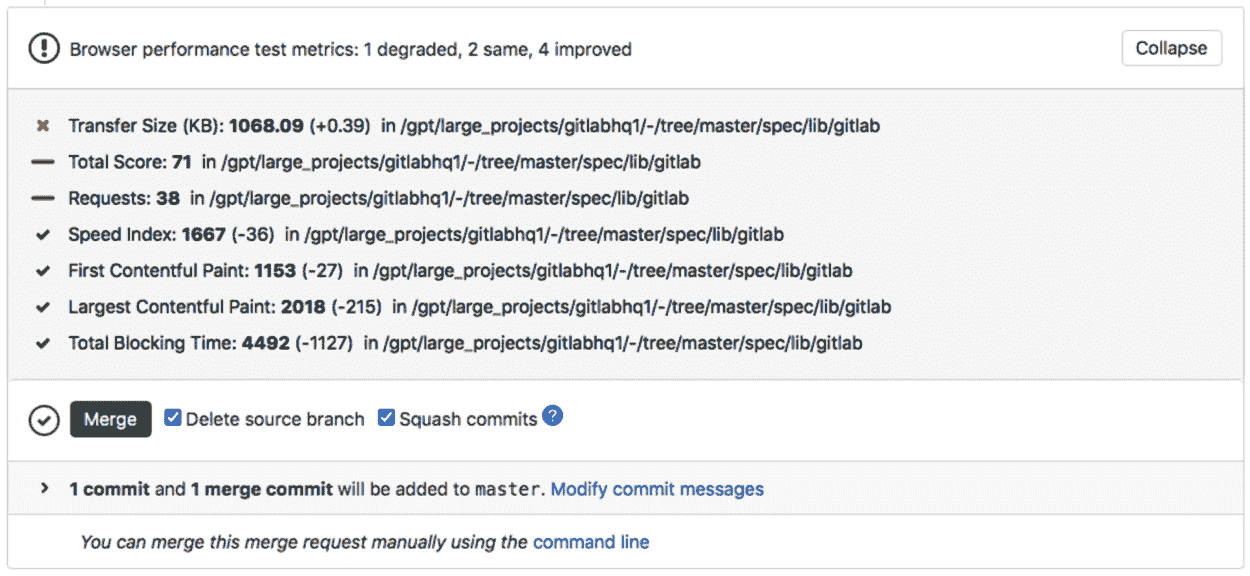 Browser performance test metrics: 1 degraded, 2 same, 4 improved
Collapse
Transfer Size (KB): 1068.09 (+0.39) in /gpt/large_projects/gitlabhq1/-/tree/master/spec/lib/gitlab
Total Score: 71 in /gpt/large_projects/gitlabhq1/-/tree/master/spec/lib/gitlab
Requests: 38 in /gpt/large_projects/gitlabhq1/-/tree/master/spec/lib/gitlab
Speed Index: 1667 (-36) in /gpt/large_projects/gitlabhq1/-/tree/master/spec/lib/gitlab
First Contentful Paint: 1153 (-27) in /gpt/large_projects/gitlabhq1/-/tree/master/spec/lib/gitlab
Largest Contentful Paint: 2018 (-215) in /gpt/large_projects/gitlabhq1/-/tree/master/spec/lib/gitlab
Total Blocking Time: 4492 (-1127) in /gpt/large_projects/gitlabhq1/-/tree/master/spec/lib/gitlab
Merge Delete source branch Squash commits ?
1 commit and 1 merge commit will be added to master. Modify commit messages
You can merge this merge request manually using the command line